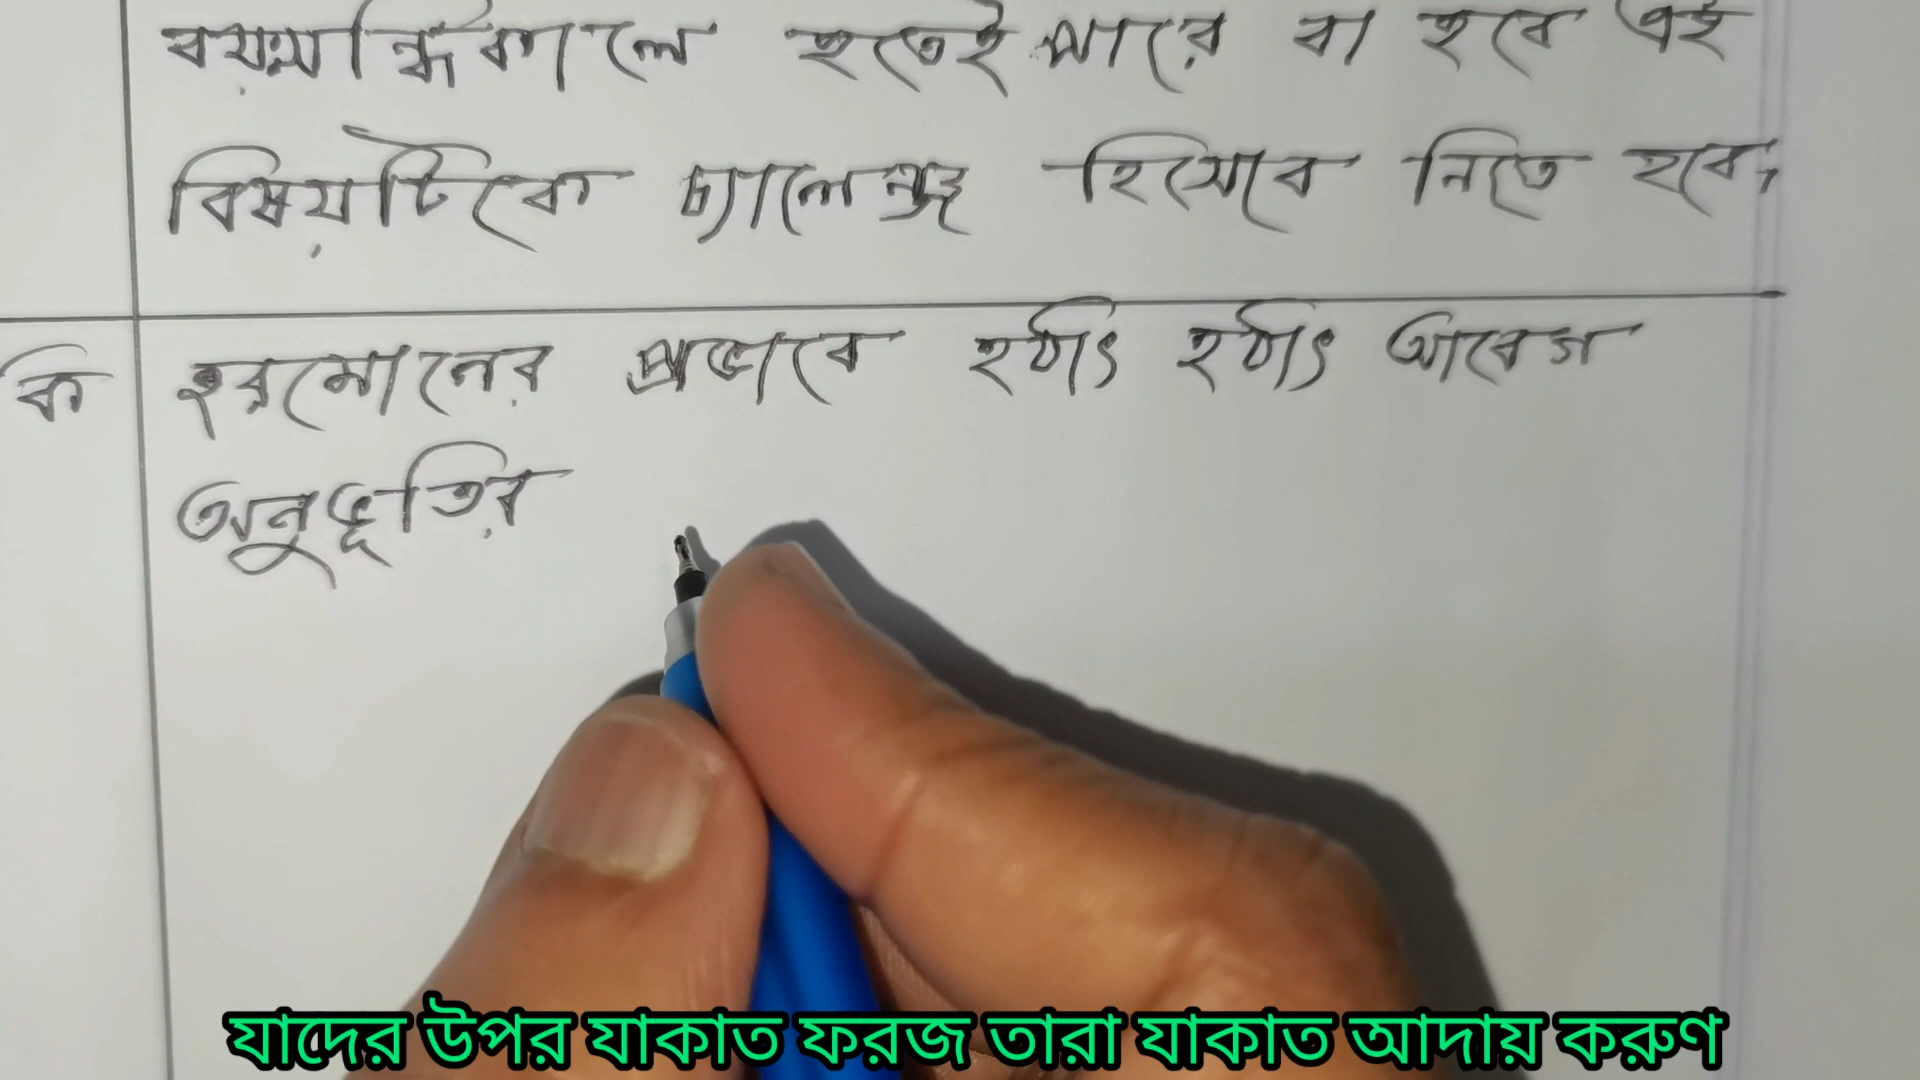 বয়ঃসন্ধিকালে হতেই পারে বা হবে এই
বিষয়টিকে চ্যালেঞ্জ হিসেবে নিতে হবে,
কি হরমোনের প্রভাবে হঠাৎ হঠাৎ আবেগ
অনুভূতির
যাদের উপর যাকাত ফরজ তারা যাকাত আদায় করুণ